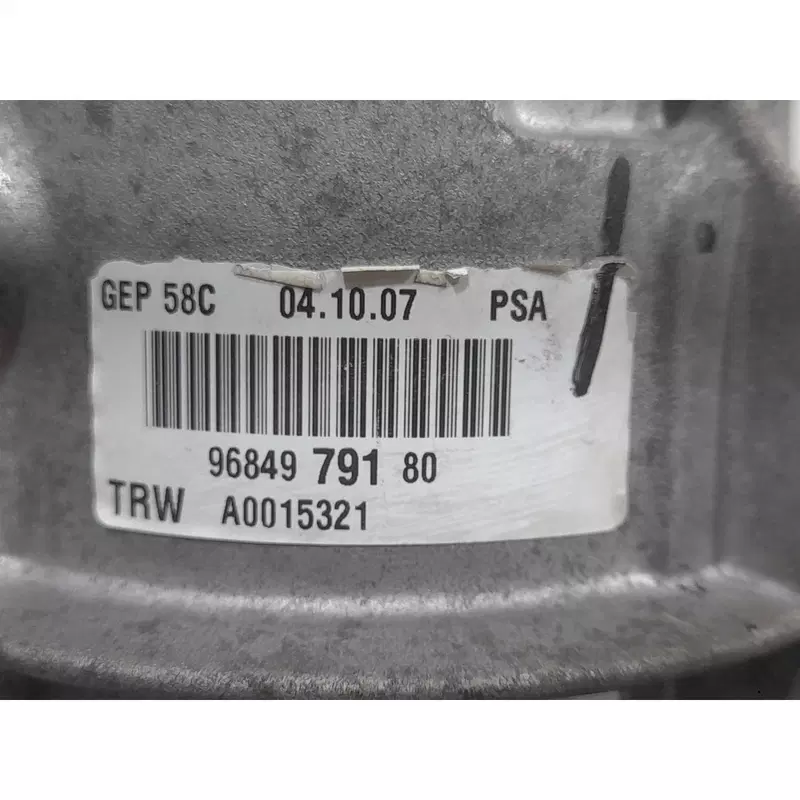 GEP 58C 04.10.07 PSA
96849 791 80
TRW A0015321